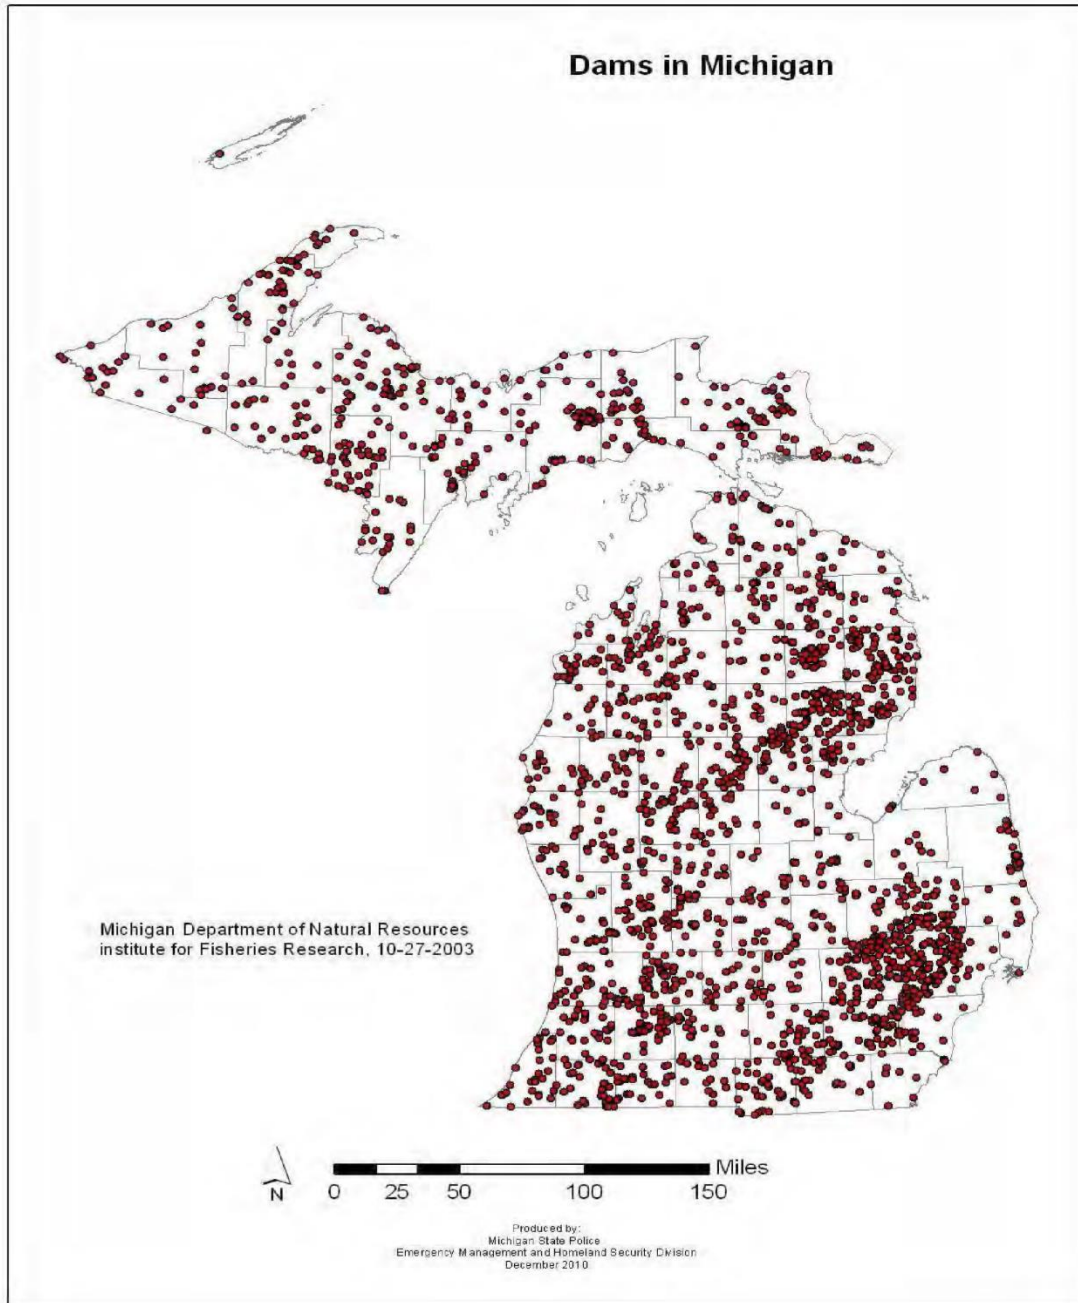 Dams in Michigan
Michigan Department of Natural Resources
institute for Fisheries Research, 10-27-2003
N
Miles
0 25 50 100 150
Produced by:
Michigan State Police
Emergency Management and Homeland Security Division
December 2010